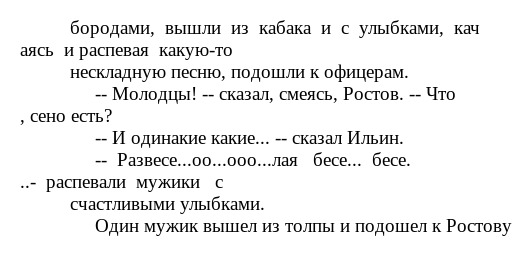 бородами, вышли из кабака и с улыбками, кач
аясь и распевая какую-то
нескладную песню, подошли к офицерам.
-- Молодцы! -- сказал, смеясь, Ростов. -- Что
, сено есть?
-- И одинакие какие... -- сказал Ильин.
-- Развесе...оо...ооо...лая бесе... бесе.
..- распевали мужики с
счастливыми улыбками.
Один мужик вышел из толпы и подошел к Ростову